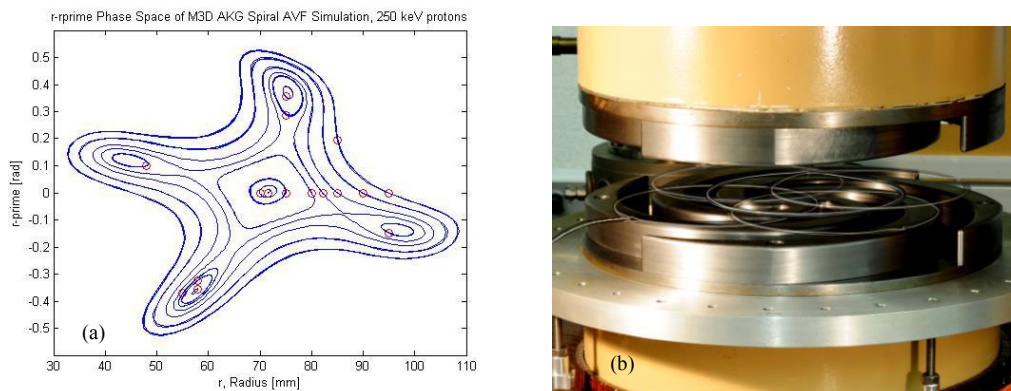 r-rprime Phase Space of M3D AKG Spiral AVF Simulation, 250 keV protons
0.5
0.4
0.3
0.2
0.1
0
-0.1
-0.2
-0.3
-0.4
-0.5
r-prime [rad]
(a)
30 40 50 60 70 80 90 100 110
r, Radius [mm]
(b)